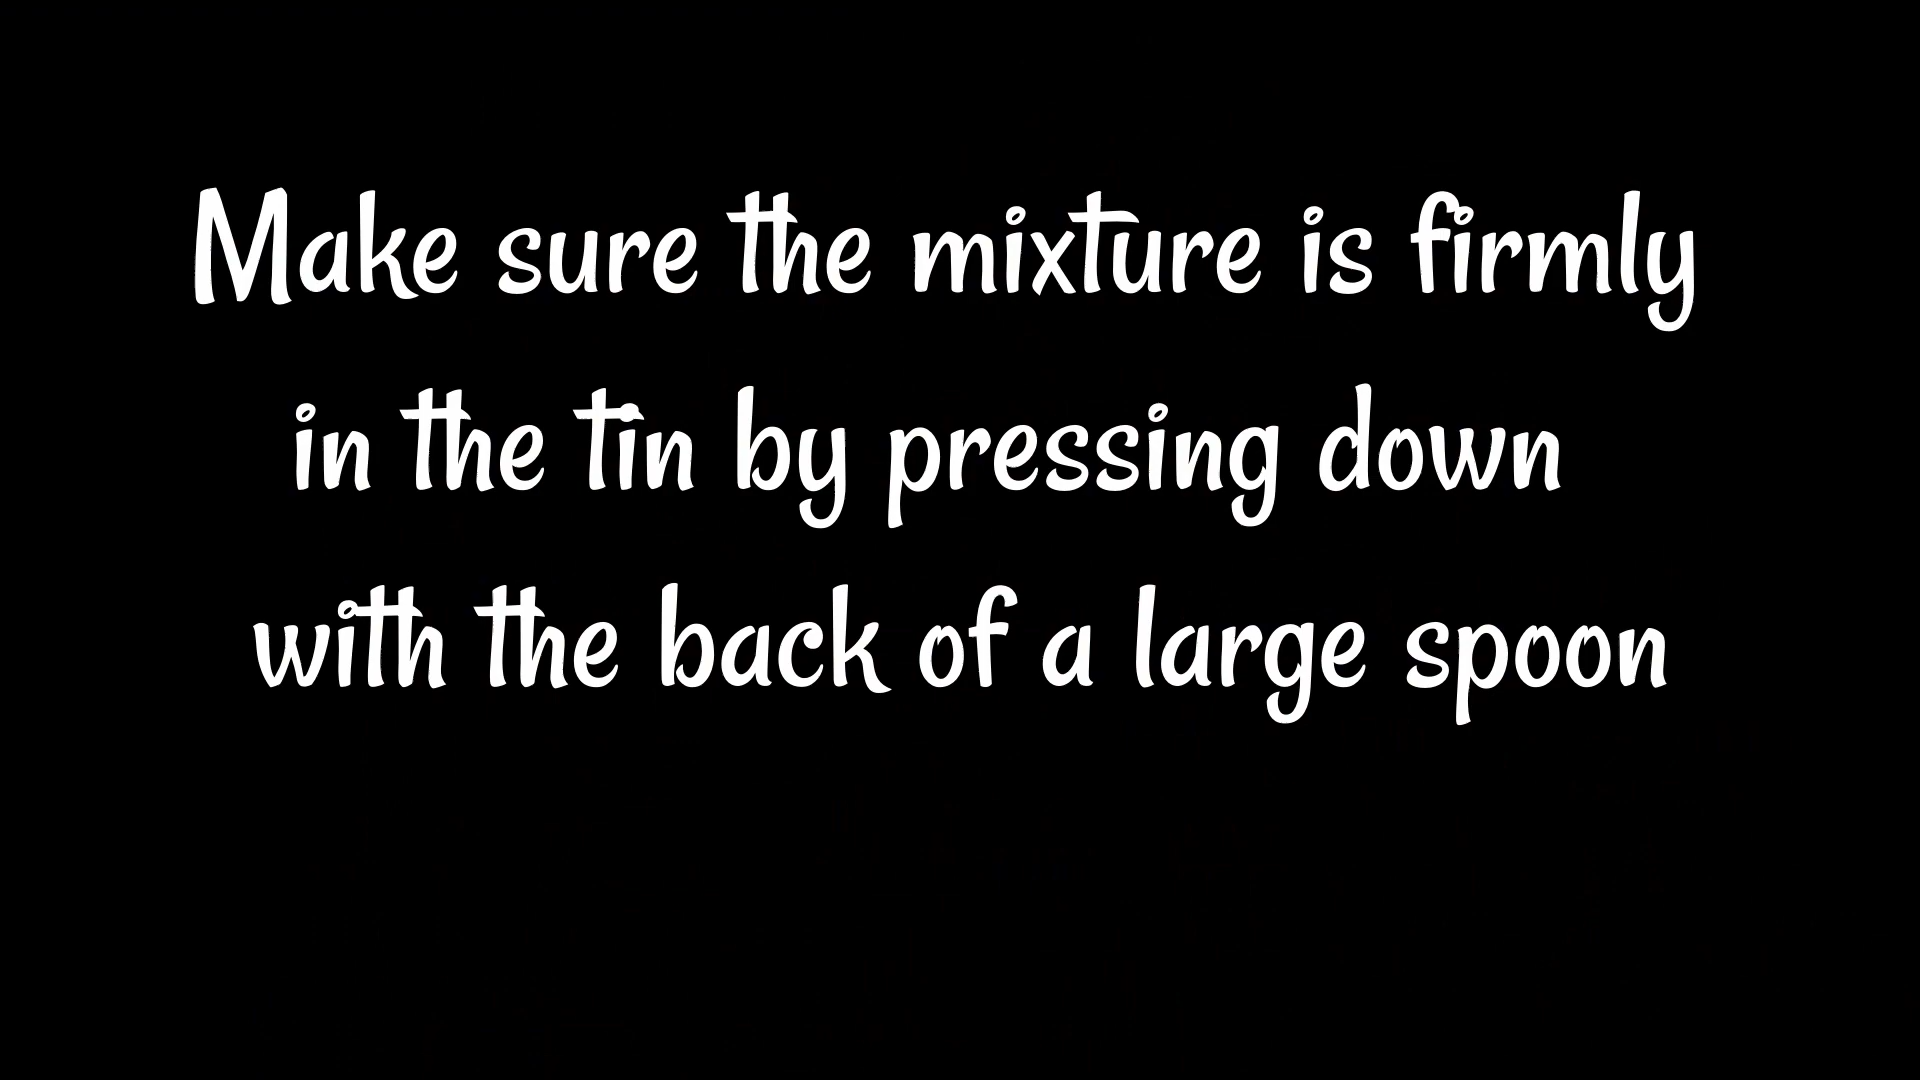 Make sure the mixture is firmly
in the tin by pressing down
with the back of a large spoon